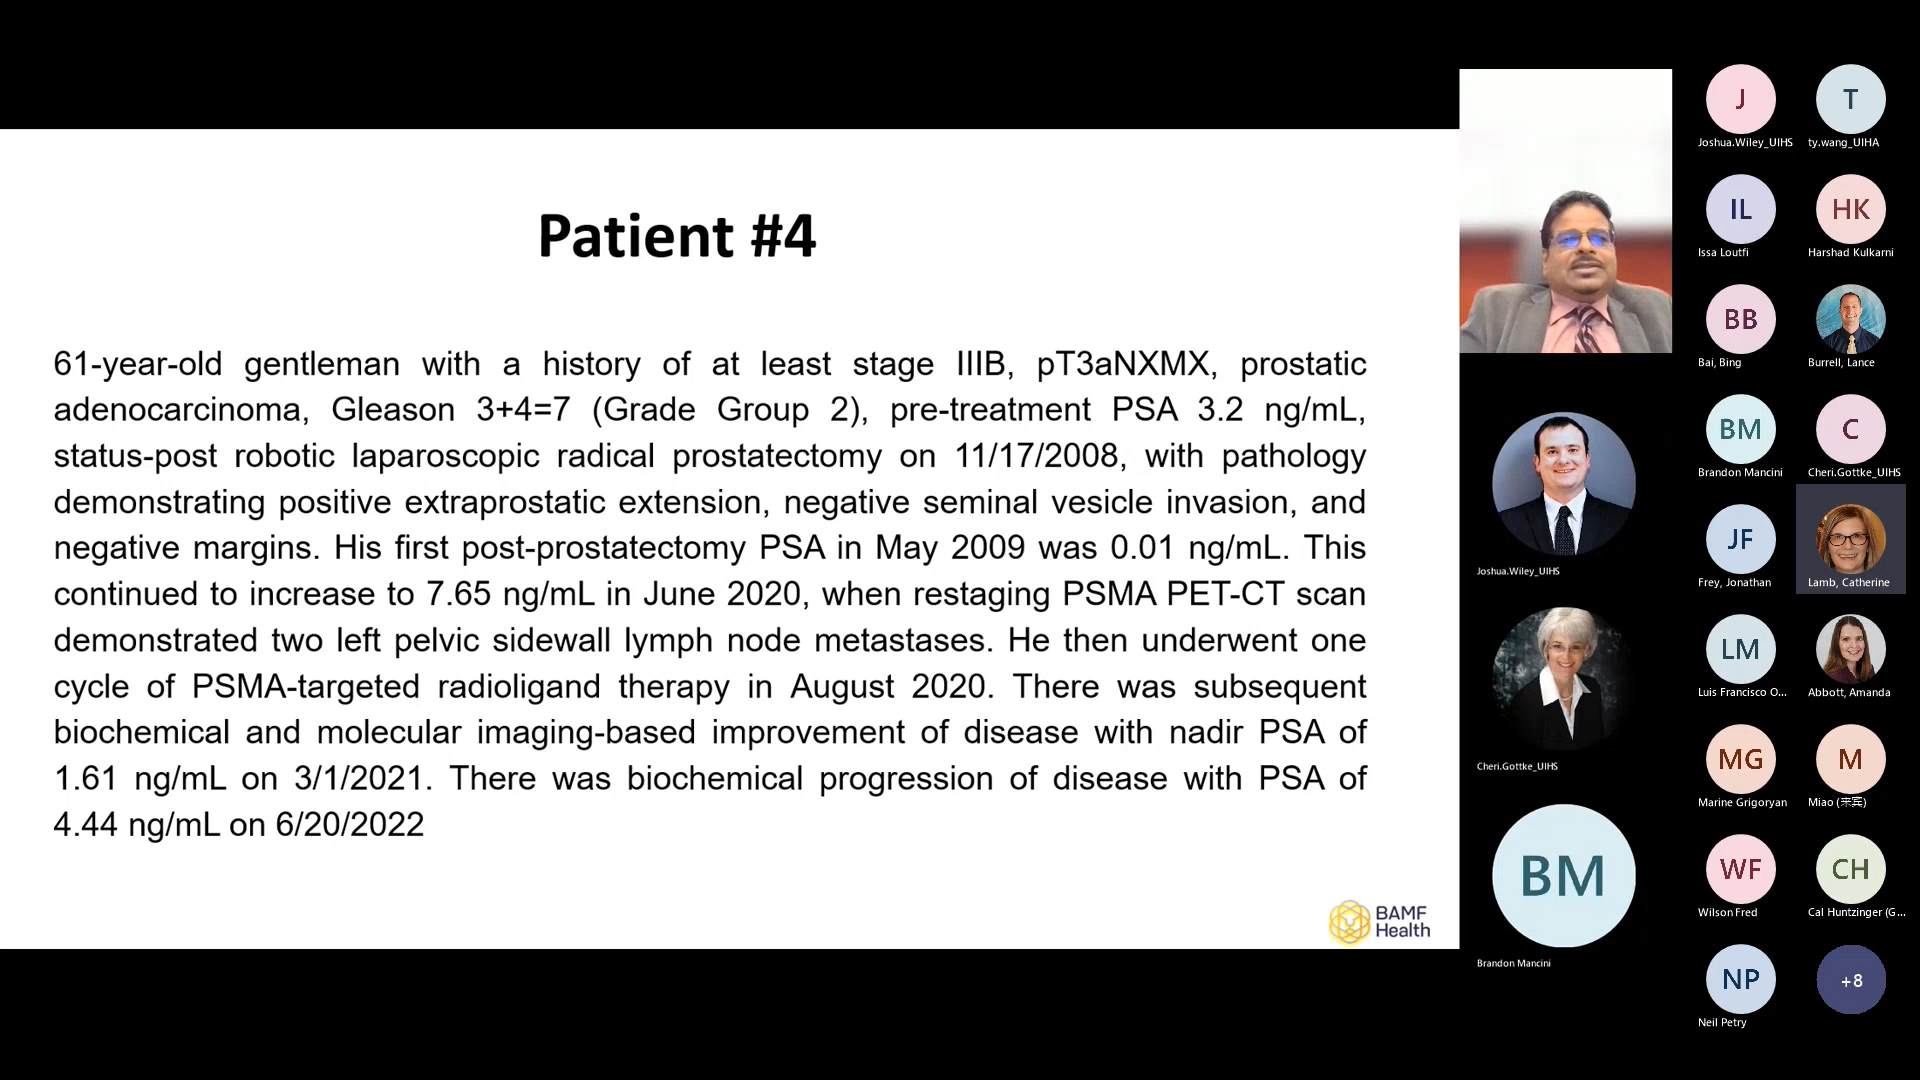 Patient #4
61-year-old gentleman with a history of at least stage IIIB, pT3aNXMX, prostatic
adenocarcinoma, Gleason 3+4=7 (Grade Group 2), pre-treatment PSA 3.2 ng/mL,
status-post robotic laparoscopic radical prostatectomy on 11/17/2008, with pathology
demonstrating positive extraprostatic extension, negative seminal vesicle invasion, and
negative margins. His first post-prostatectomy PSA in May 2009 was 0.01 ng/mL. This
continued to increase to 7.65 ng/mL in June 2020, when restaging PSMA PET-CT scan
demonstrated two left pelvic sidewall lymph node metastases. He then underwent one
cycle of PSMA-targeted radioligand therapy in August 2020. There was subsequent
biochemical and molecular imaging-based improvement of disease with nadir PSA of
1.61 ng/mL on 3/1/2021. There was biochemical progression of disease with PSA of
4.44 ng/mL on 6/20/2022
BAMF
Health
Joshua.Wiley_UIHS
Cheri.Gottke_UIHS
BM
Brandon Mancini
J
Joshua.Wiley_UIHS
T
ty.wang_UIHA
IL
Issa Loutfi
HK
Harshad Kulkarni
BB
Bai, Bing
Burrell, Lance
BM
Brandon Mancini
C
Cheri.Gottke_UIHS
JF
Frey, Jonathan
Lamb, Catherine
LM
Luis Francisco O...
Abbott, Amanda
MG
Marine Grigoryan
M
Miao (来宾)
WF
Wilson Fred
CH
Cal Huntzinger (G...
NP
Neil Petry
+8